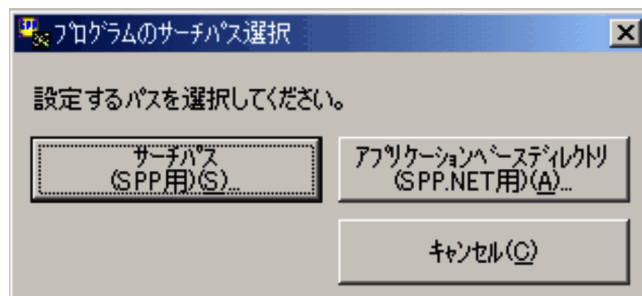 ﾌﾟﾛｸﾞﾗﾑのサーチパス選択
設定するパスを選択してください。
サーチパス
(SPP用)(S)...
ｱﾌﾟﾘｹｰｼｮﾝﾍﾞｰｽﾃﾞｨﾚｸﾄﾘ
(SPP.NET用)(A)...
ｷｬﾝｾﾙ(C)